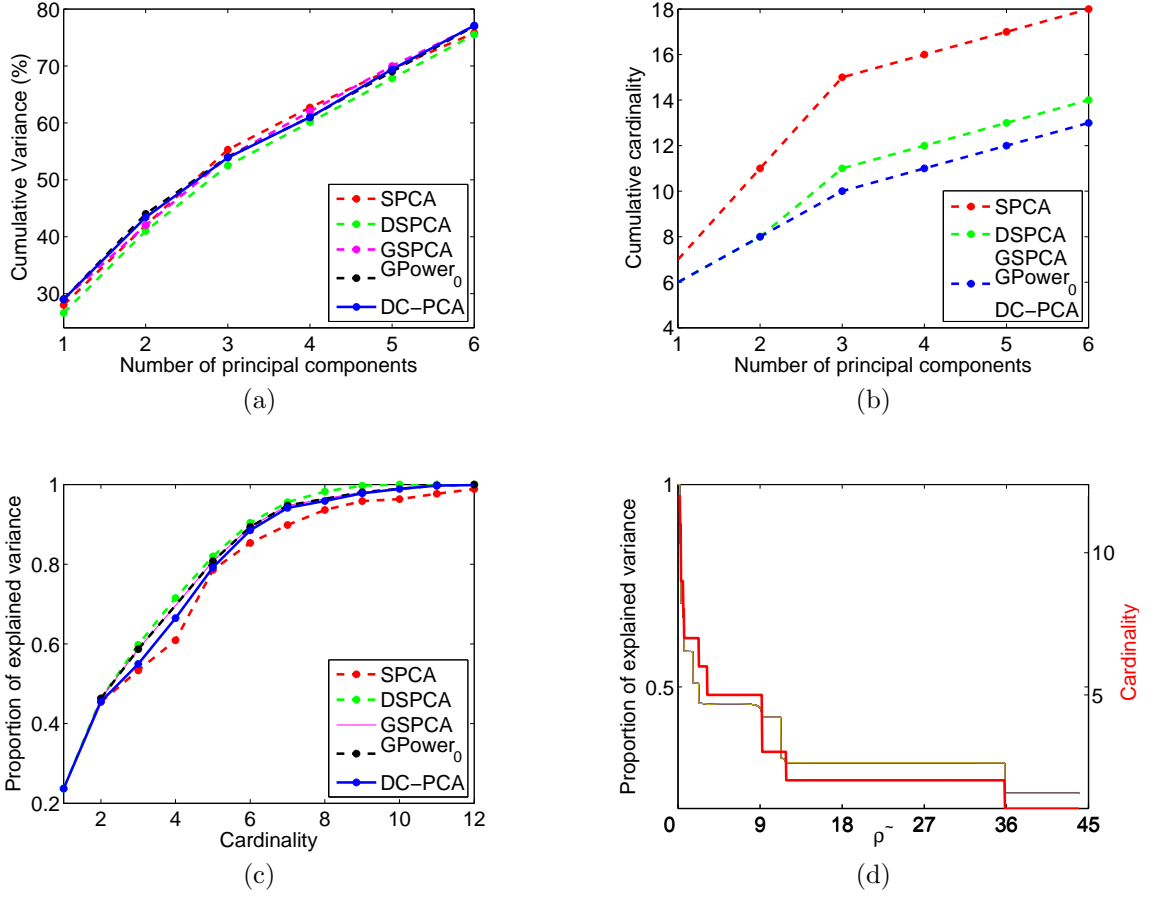 80
70
60
50
40
30
Cumulative Variance (%)
SPCA
DSPCA
GSPCA
GPower0
DC−PCA
1 2 3 4 5 6
Number of principal components
(a)
18
16
14
12
10
8
6
4
Cumulative cardinality
SPCA
DSPCA
GSPCA
GPower0
DC−PCA
1 2 3 4 5 6
Number of principal components
(b)
1
0.8
0.6
0.4
0.2
Proportion of explained variance
SPCA
DSPCA
GSPCA
GPower0
DC−PCA
2 4 6 8 10 12
Cardinality
(c)
1
0.5
Proportion of explained variance
10
5
Cardinality
0 9 18 27 36 45
ρ~
(d)